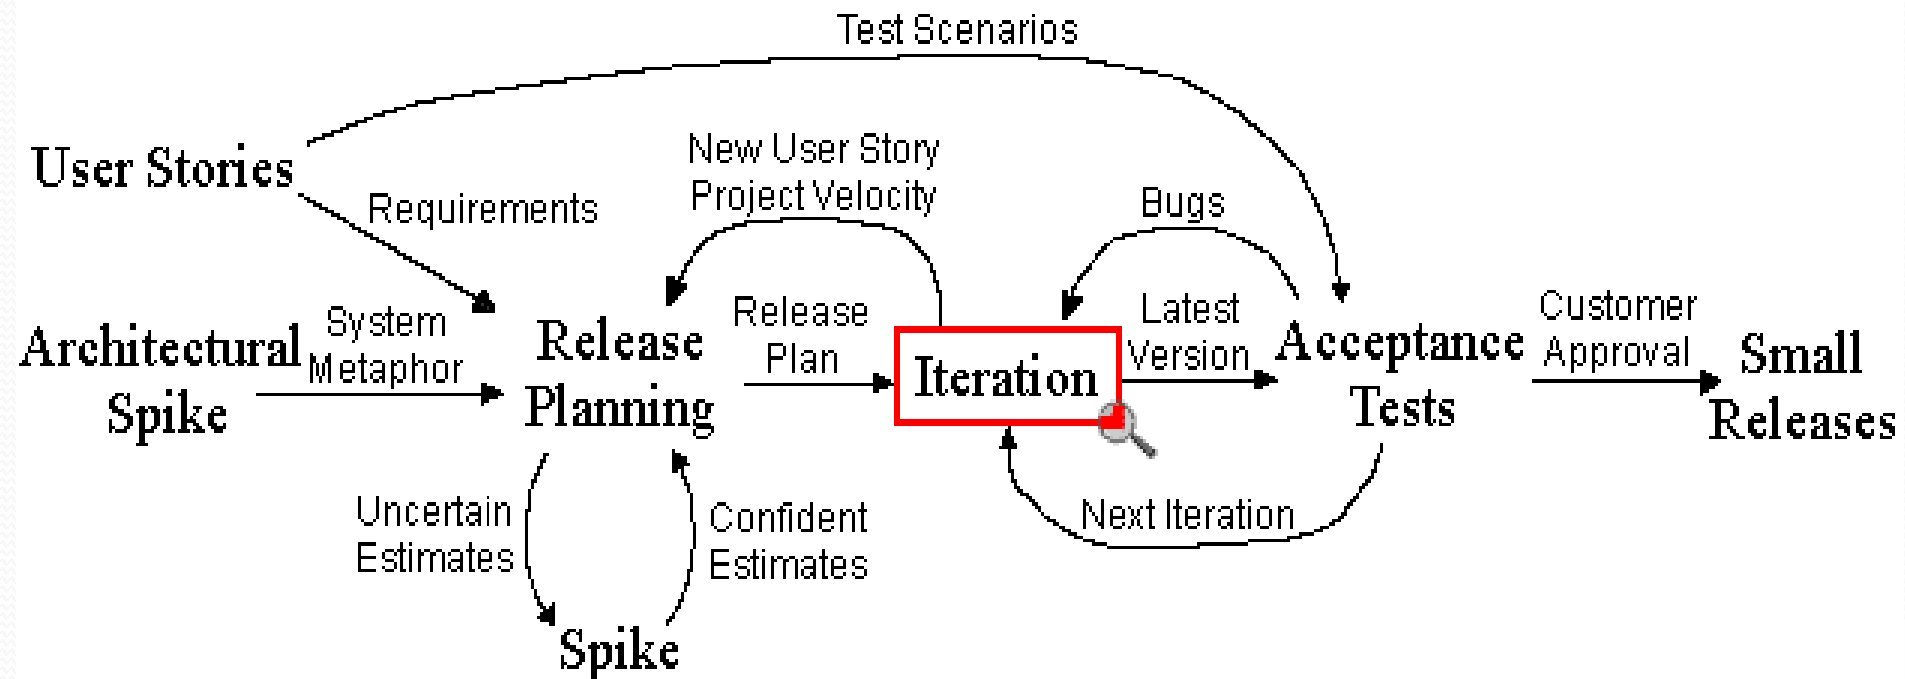 Test Scenarios
User Stories
New User Story
Project Velocity
Requirements
Bugs
Architectural
Spike
System
Metaphor
Release
Planning
Release
Plan
Iteration
Latest
Version
Acceptance
Tests
Customer
Approval
Small
Releases
Uncertain
Estimates
Confident
Estimates
Next Iteration
Spike